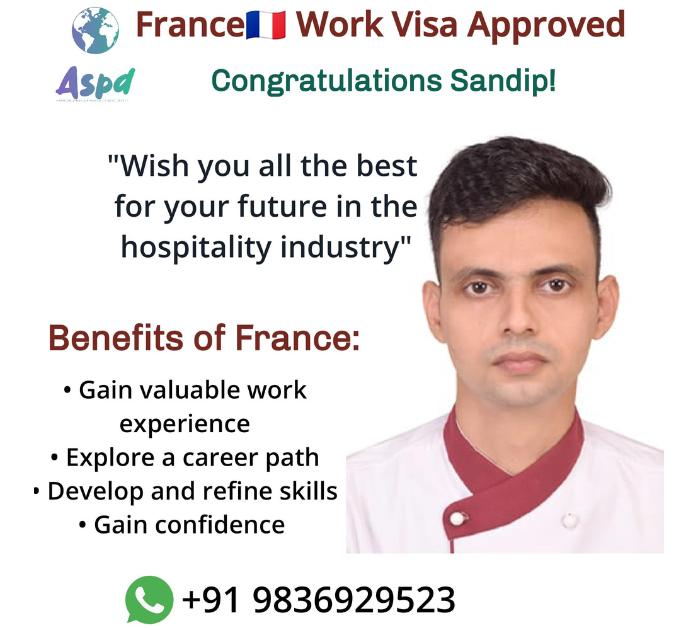 France🇫🇷 Work Visa Approved
Aspd
Congratulations Sandip!
"Wish you all the best
for your future in the
hospitality industry"
Benefits of France:
• Gain valuable work
experience
• Explore a career path
• Develop and refine skills
• Gain confidence
+91 9836929523